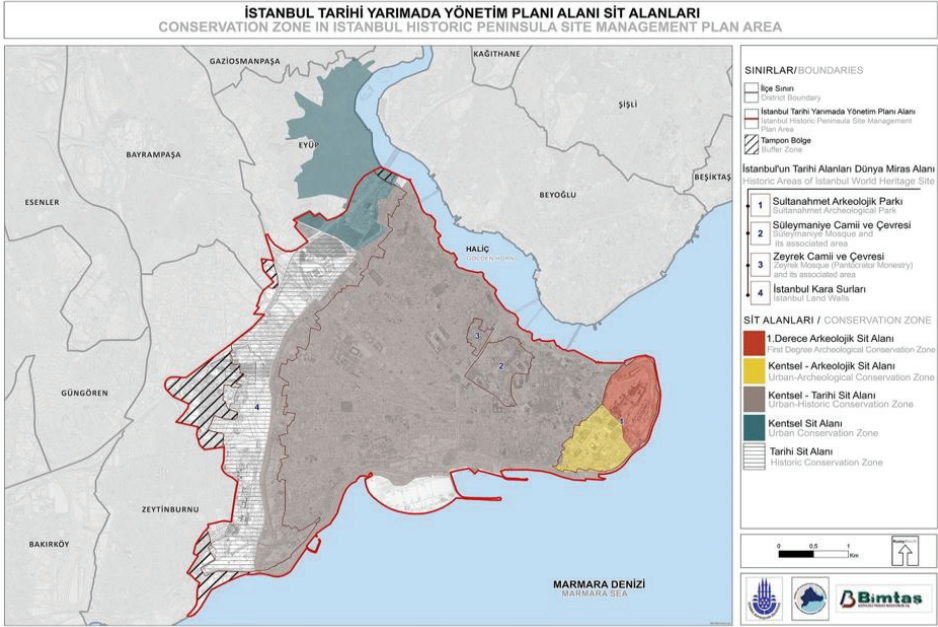 İSTANBUL TARİHİ YARIMADA YÖNETİM PLANI ALANI SİT ALANLARI
CONSERVATION ZONE IN ISTANBUL HISTORIC PENINSULA SITE MANAGEMENT PLAN AREA
GAZİOSMANPAŞA
KAĞITHANE
ŞİŞLİ
EYÜP
BAYRAMPAŞA
BEŞİKTAŞ
BEYOĞLU
ESENLER
HALİÇ
GOLDEN HORN
3
2
GÜNGÖREN
4
1
ZEYTİNBURNU
BAKIRKÖY
MARMARA DENİZİ
MARMARA SEA
SINIRLAR/BOUNDARIES
İlçe Sınırı
District Boundary
İstanbul Tarihi Yarımada Yönetim Planı Alanı
İstanbul Historic Peninsula Site Management
Plan Area
Tampon Bölge
Buffer Zone
İstanbul'un Tarihi Alanları Dünya Miras Alanı
Historic Areas of İstanbul World Heritage Site
1 Sultanahmet Arkeolojik Parkı
Sultanahmet Archeological Park
2 Süleymaniye Camii ve Çevresi
Süleymaniye Mosque and
its associated area
3 Zeyrek Camii ve Çevresi
Zeyrek Mosque (Pantocrator Monestry)
and its associated area
4 İstanbul Kara Surları
İstanbul Land Walls
SİT ALANLARI / CONSERVATION ZONE
1.Derece Arkeolojik Sit Alanı
First Degree Archeological Conservation Zone
Kentsel - Arkeolojik Sit Alanı
Urban-Archeological Conservation Zone
Kentsel - Tarihi Sit Alanı
Urban-Historic Conservation Zone
Kentsel Sit Alanı
Urban Conservation Zone
Tarihi Sit Alanı
Historic Conservation Zone
0 0,5 1
Km
Bimtas